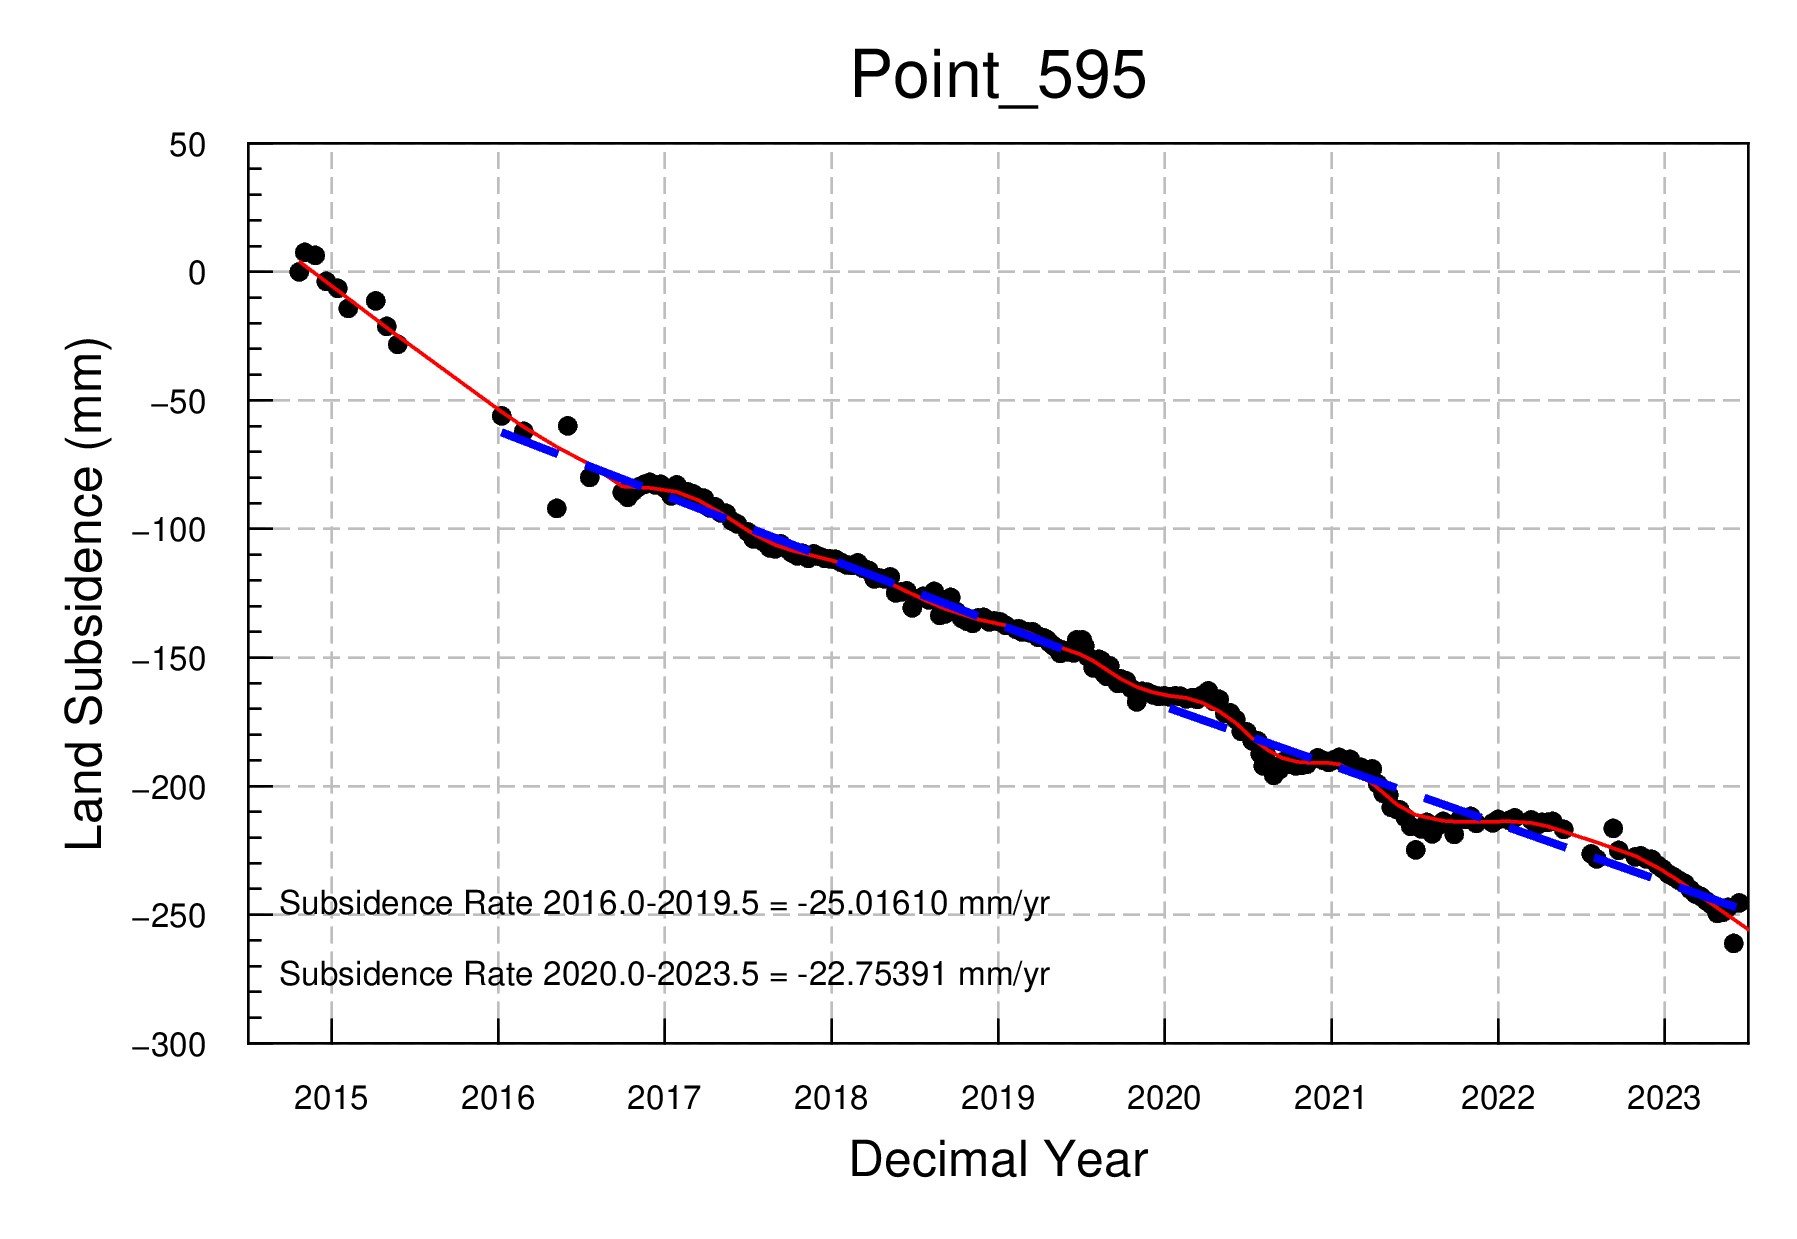 Point_595
50
0
−50
−100
−150
−200
−250
−300
Land Subsidence (mm)
Subsidence Rate 2016.0-2019.5 = -25.01610 mm/yr
Subsidence Rate 2020.0-2023.5 = -22.75391 mm/yr
2015 2016 2017 2018 2019 2020 2021 2022 2023
Decimal Year